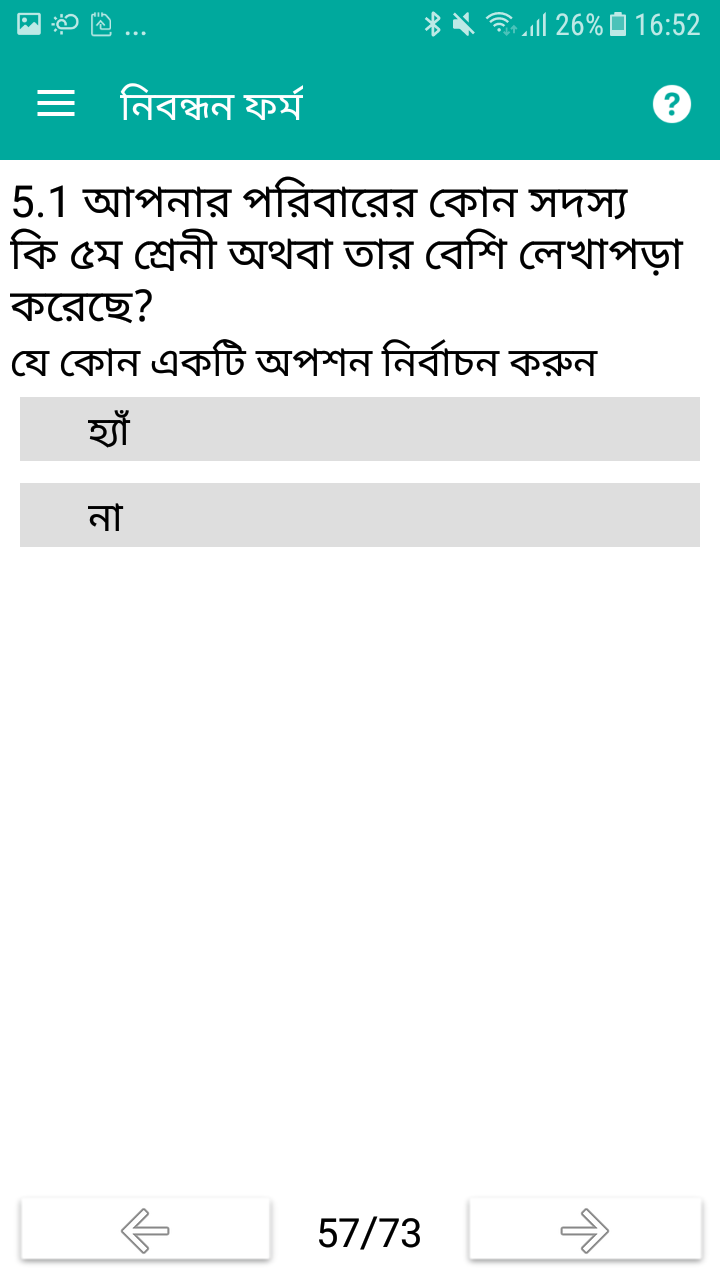 ... 26% 16:52
নিবন্ধন ফর্ম ?
5.1 আপনার পরিবারের কোন সদস্য
কি ৫ম শ্রেনী অথবা তার বেশি লেখাপড়া
করেছে?
যে কোন একটি অপশন নির্বাচন করুন
হ্যাঁ
না
57/73